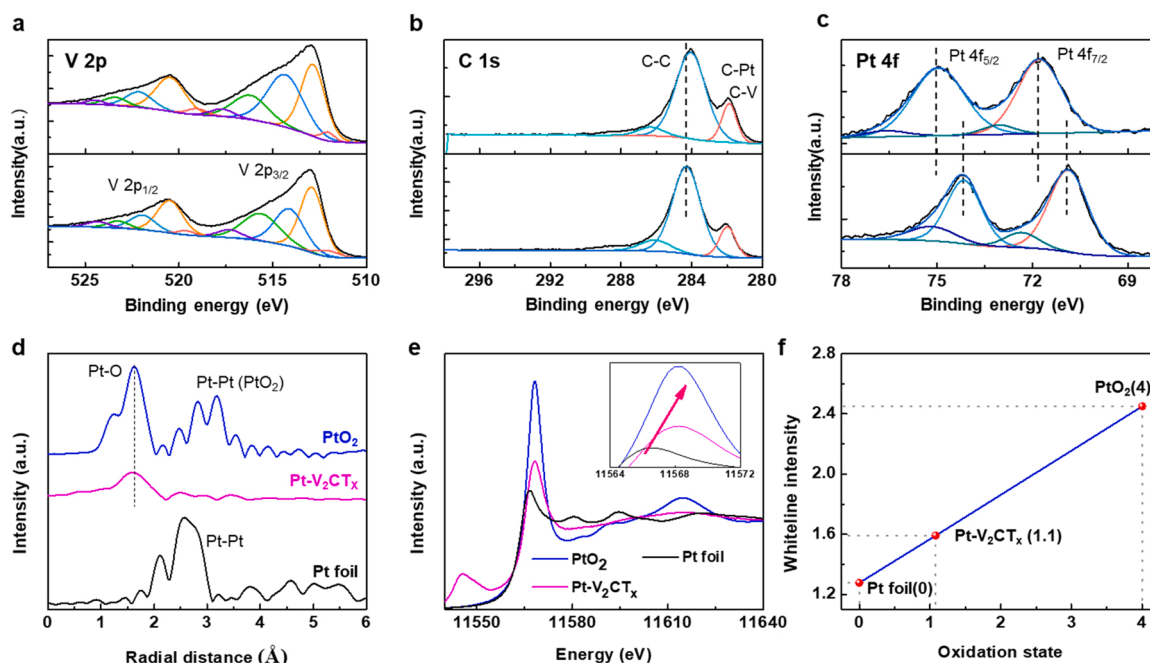 a
V 2p
V 2p1/2
V 2p3/2
Intensity(a.u.)
525 520 515 510
Binding energy (eV)
b
C 1s
C-C
C-Pt
C-V
Intensity(a.u.)
296 292 288 284 280
Binding energy (eV)
c
Pt 4f
Pt 4f5/2
Pt 4f7/2
Intensity(a.u.)
78 75 72 69
Binding energy (eV)
d
Pt-O
Pt-Pt (PtO2)
PtO2
Pt-V2CTX
Pt-Pt
Pt foil
Intensity (a.u.)
0 1 2 3 4 5 6
Radial distance (Å)
e
11564 11568 11572
PtO2
Pt foil
Pt-V2CTX
Intensity (a.u.)
11550 11580 11610 11640
Energy (eV)
f
2.8
2.4
2.0
1.6
1.2
PtO2(4)
Pt-V2CTX (1.1)
Pt foil(0)
Whiteline intensity
0 1 2 3 4
Oxidation state